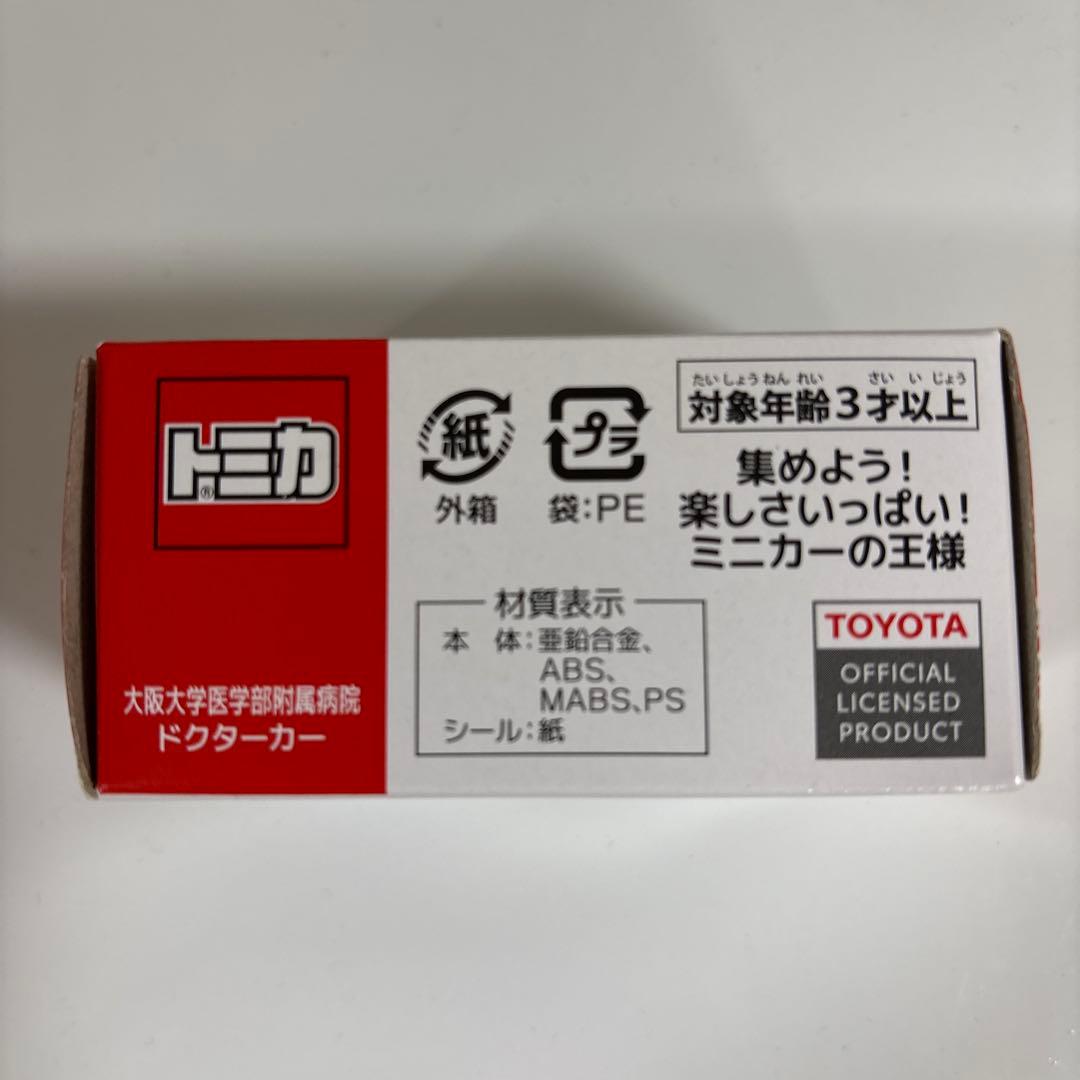 トミカ®
大阪大学医学部附属病院
ドクターカー
紙
外箱
プラ
袋：PE
たいしょうねんれい さいいじょう
対象年齢3才以上
集めよう！
楽しさいっぱい！
ミニカーの王様
材質表示
本　体：亜鉛合金、
ABS、
MABS、PS
シール：紙
TOYOTA
OFFICIAL
LICENSED
PRODUCT